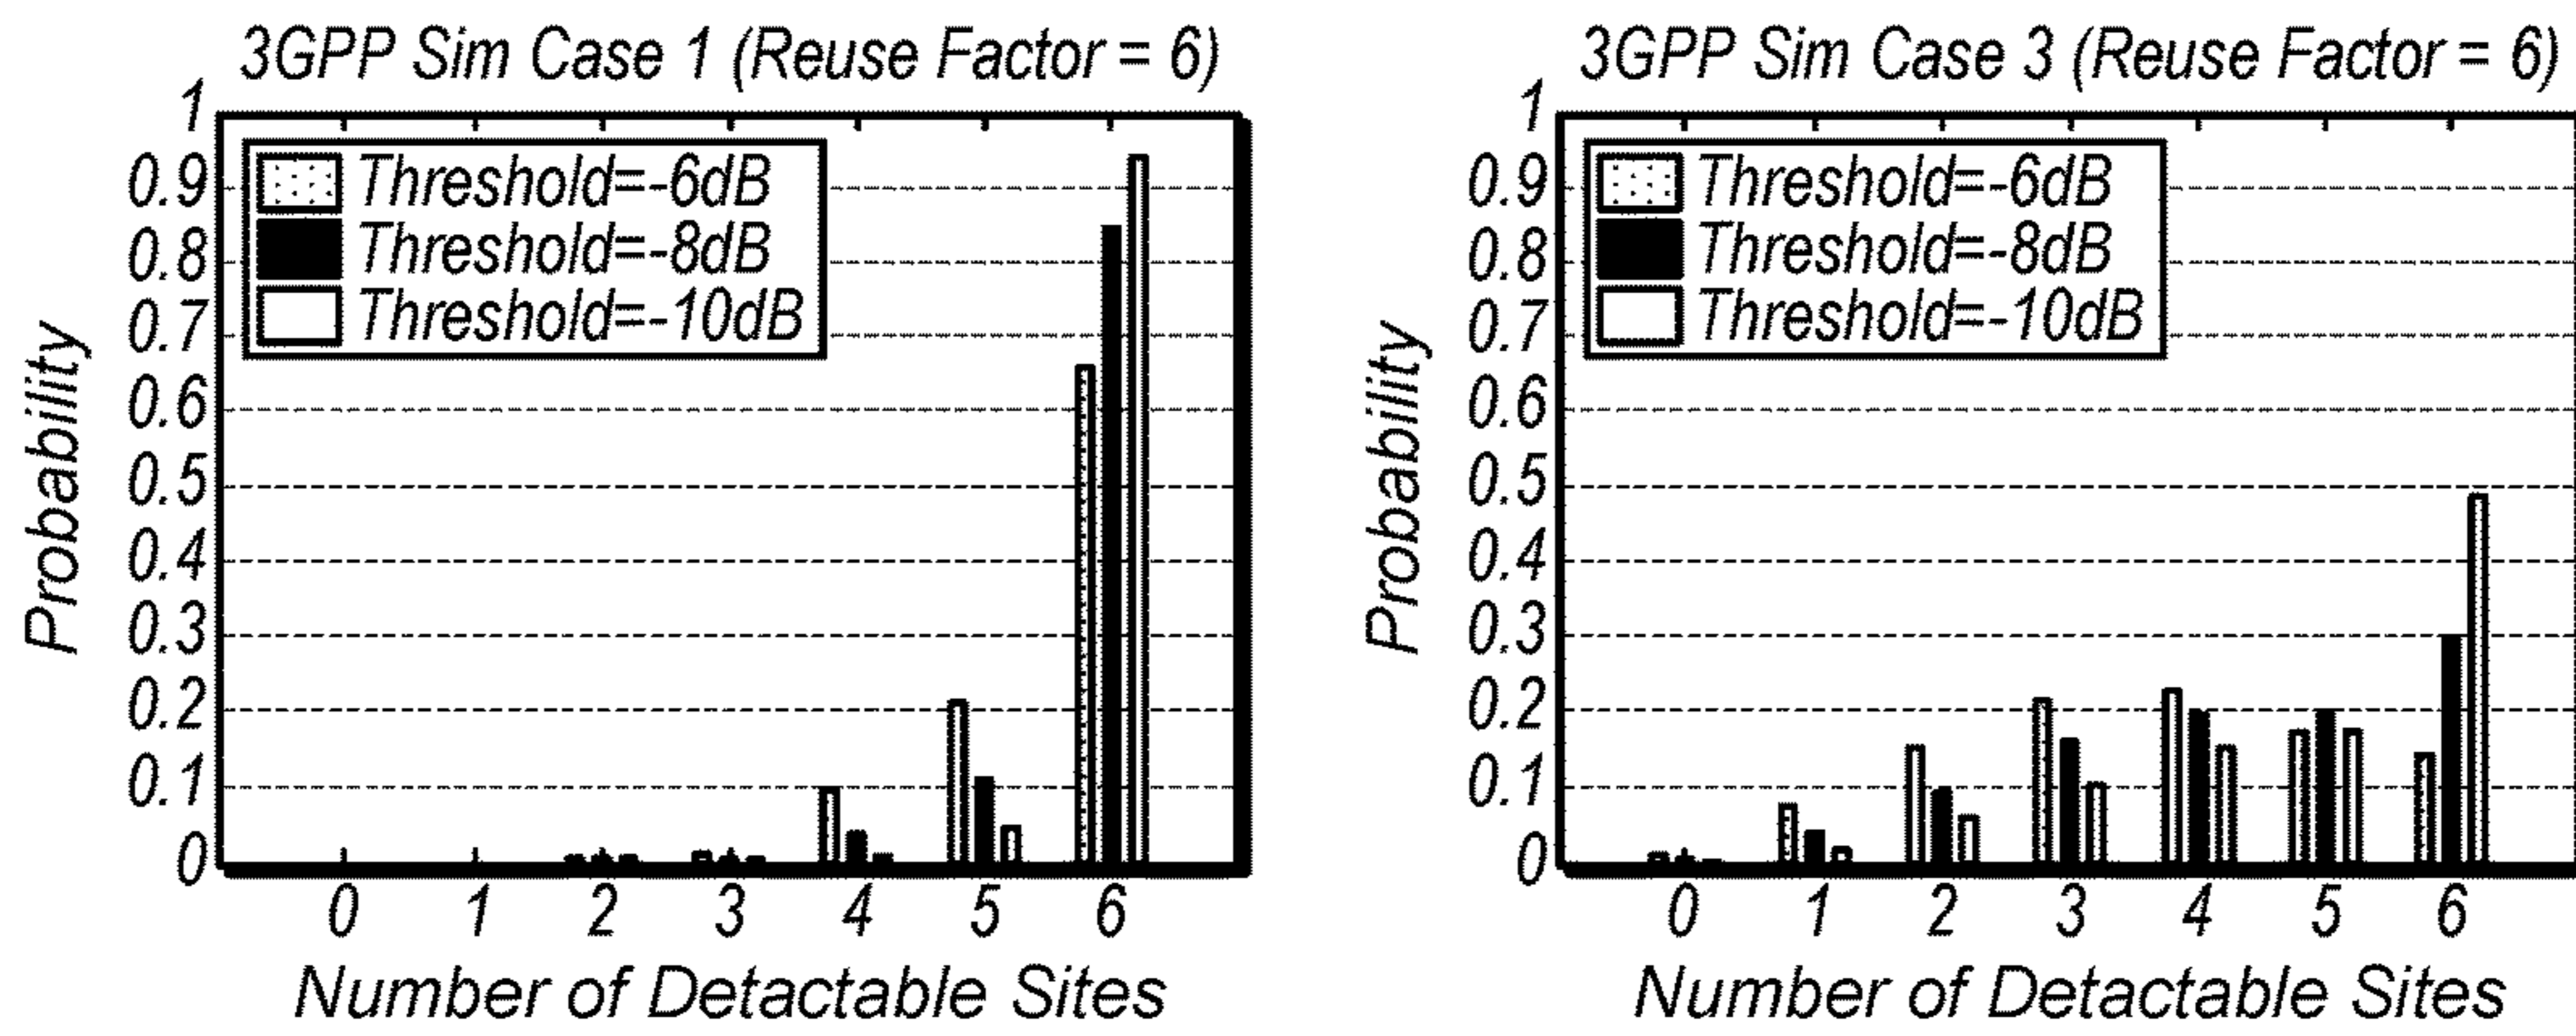 3GPP Sim Case 1 (Reuse Factor = 6)
1
0.9
0.8
0.7
0.6
0.5
0.4
0.3
0.2
0.1
0
Probability
Threshold=-6dB
Threshold=-8dB
Threshold=-10dB
0 1 2 3 4 5 6
Number of Detactable Sites
3GPP Sim Case 3 (Reuse Factor = 6)
1
0.9
0.8
0.7
0.6
0.5
0.4
0.3
0.2
0.1
0
Probability
Threshold=-6dB
Threshold=-8dB
Threshold=-10dB
0 1 2 3 4 5 6
Number of Detactable Sites